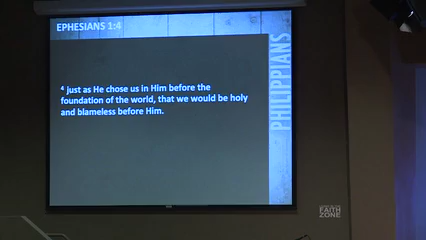 EPHESIANS 1:4
4 just as He chose us in Him before the
foundation of the world, that we would be holy
and blameless before Him.
PHILIPPIANS
FAITH
ZONE